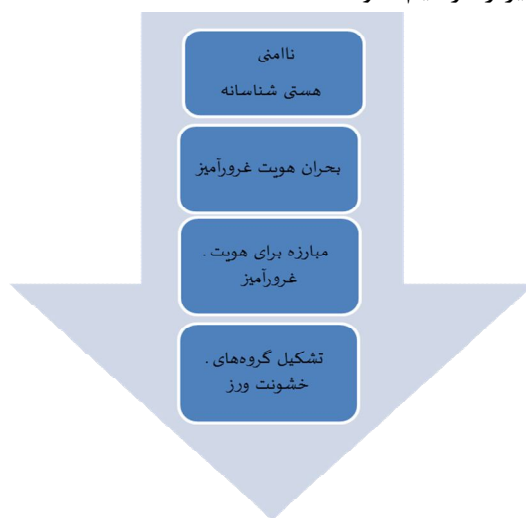 ناامنی
هستی شناسانه
بحران هویت غرورآمیز
مبارزه برای هویت .
غرورآمیز
تشکیل گروه‌های .
خشونت ورز